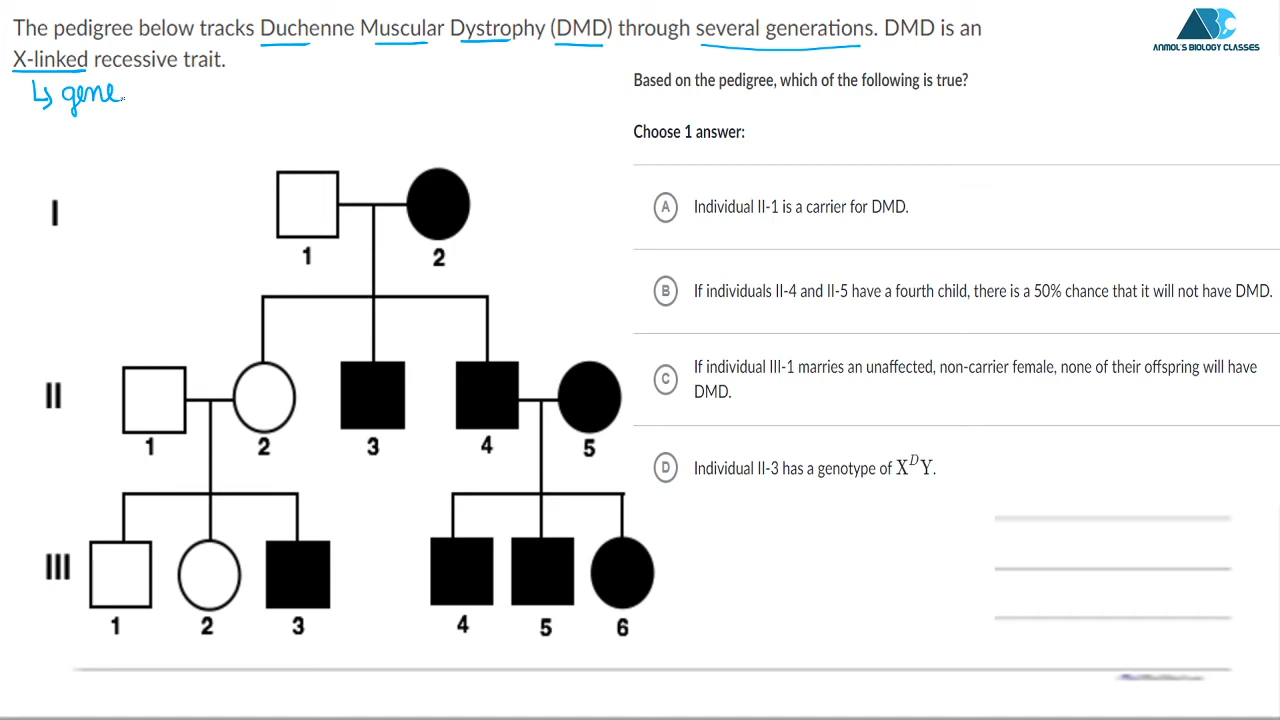 The pedigree below tracks Duchenne Muscular Dystrophy (DMD) through several generations. DMD is an
X-linked recessive trait.
↳ gene
ABC
ANMOL'S BIOLOGY CLASSES
Based on the pedigree, which of the following is true?
Choose 1 answer:
A Individual II-1 is a carrier for DMD.
B If individuals II-4 and II-5 have a fourth child, there is a 50% chance that it will not have DMD.
C If individual III-1 marries an unaffected, non-carrier female, none of their offspring will have
DMD.
D Individual II-3 has a genotype of XᴰY.
I
1 2
II
1 2 3 4 5
III
1 2 3 4 5 6